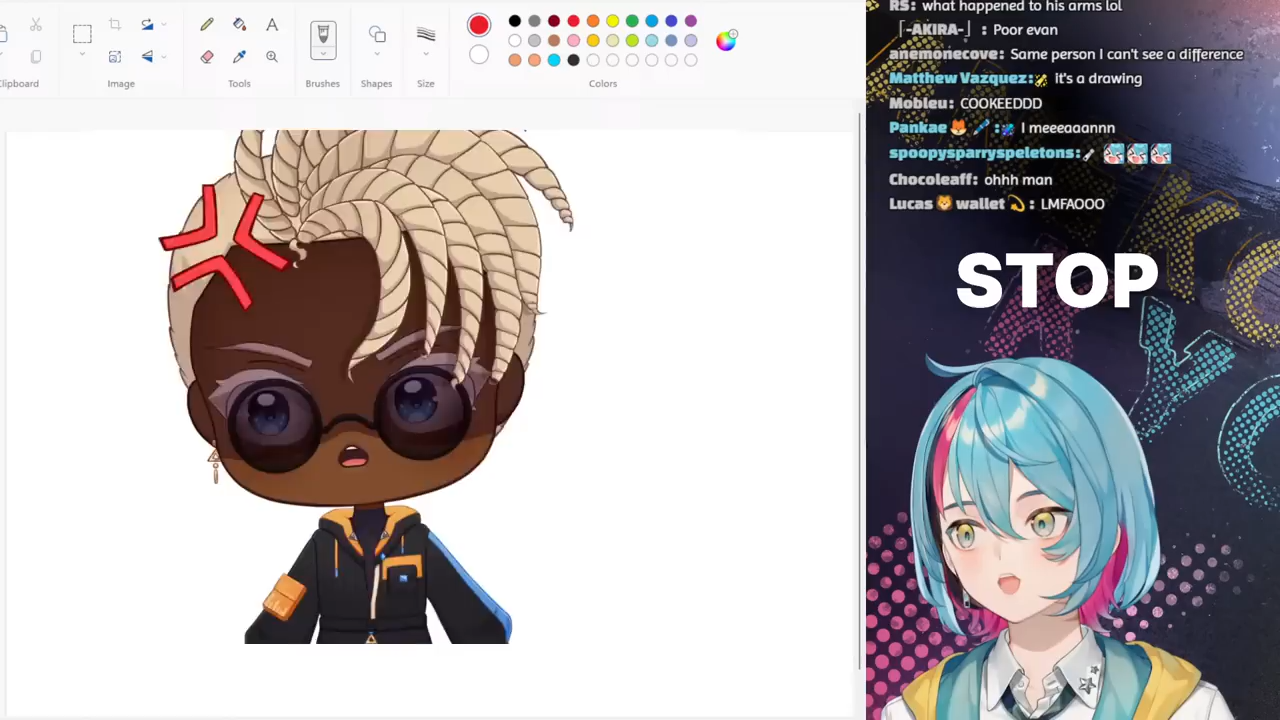 Clipboard
Image
Tools
Brushes
Shapes
Size
Colors
RS: what happened to his arms lol
「-AKIRA-」 : Poor evan
anemonecove: Same person I can't see a difference
Matthew Vazquez: It's a drawing
Mobleu: COOKEEDDD
Pankae 🦊 🖊️ : I meeeaaannn
spoopysparryspeletons:
Chocoleaff: ohhh man
Lucas 🦁 wallet 💫 : LMFAOOO
STOP